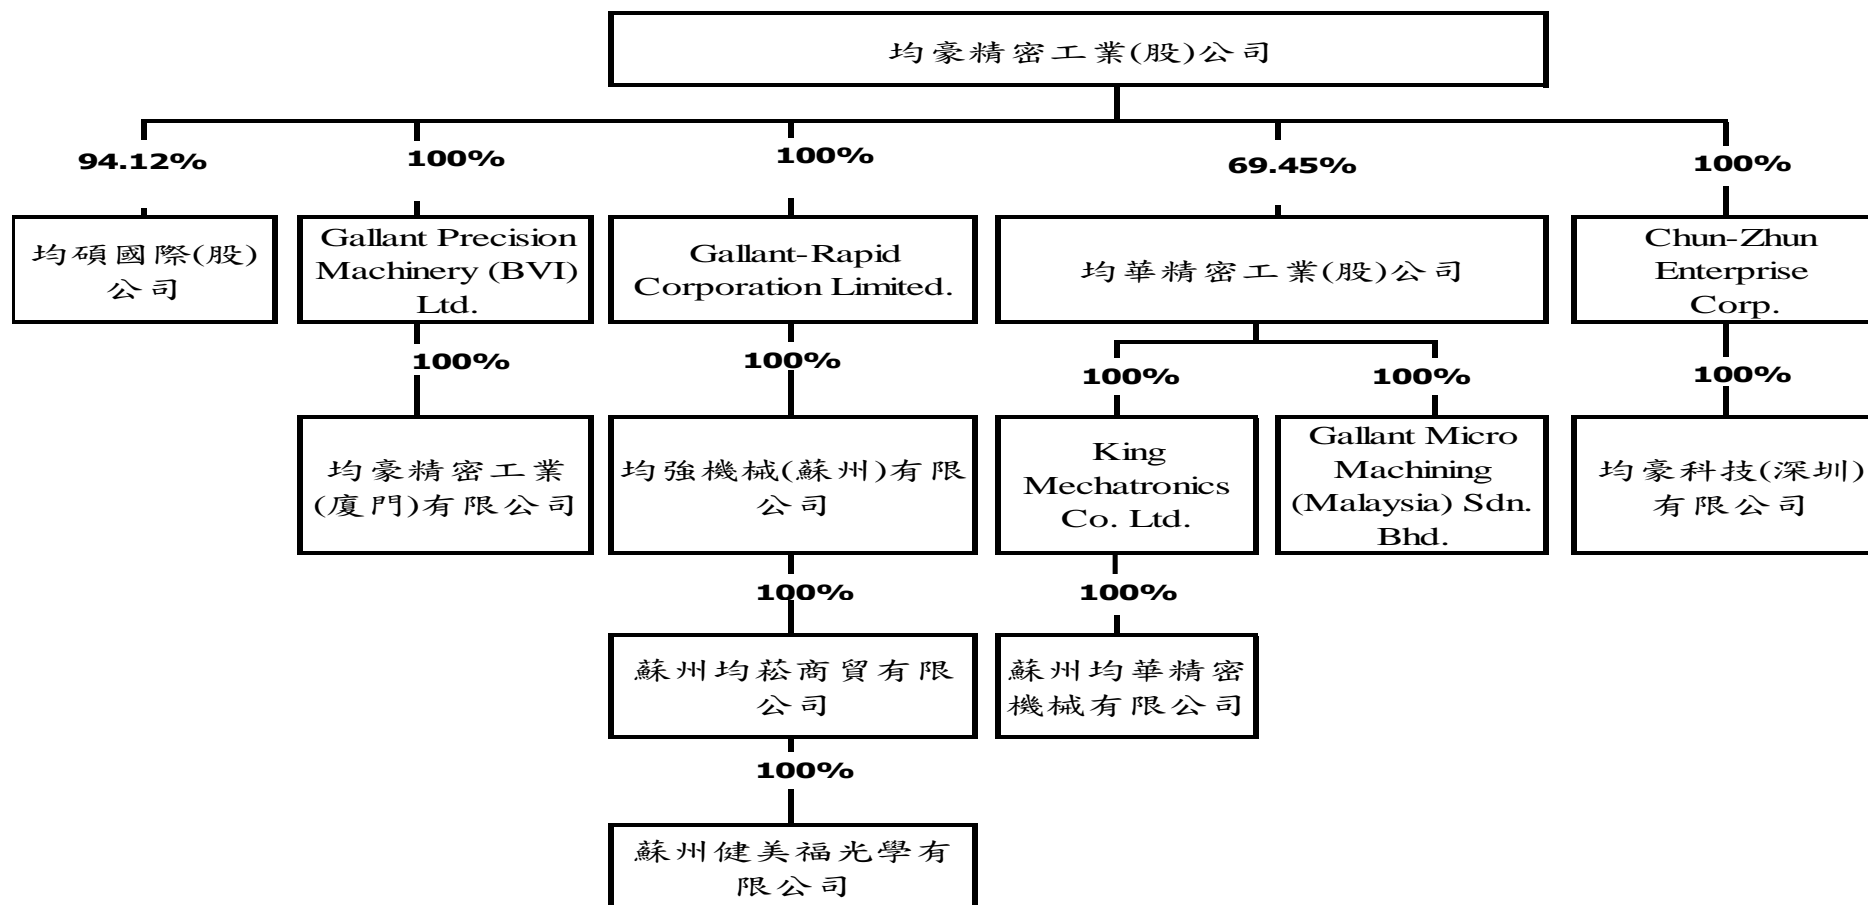 均豪精密工業(股)公司
94.12%
100%
100%
69.45%
100%
均碩國際(股)
公司
Gallant Precision
Machinery (BVI)
Ltd.
Gallant-Rapid
Corporation Limited.
均華精密工業(股)公司
Chun-Zhun
Enterprise
Corp.
100%
100%
100%
100%
100%
均豪精密工業
(廈門)有限公司
均強機械(蘇州)有限
公司
King
Mechatronics
Co. Ltd.
Gallant Micro
Machining
(Malaysia) Sdn.
Bhd.
均豪科技(深圳)
有限公司
100%
100%
蘇州均菘商貿有限
公司
蘇州均華精密
機械有限公司
100%
蘇州健美福光學有
限公司